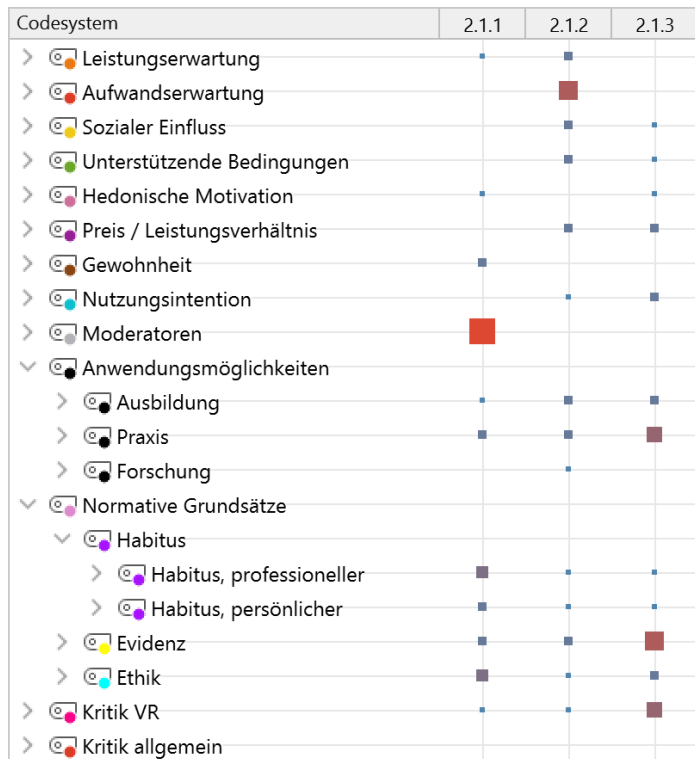 Codesystem 2.1.1 2.1.2 2.1.3
Leistungserwartung
Aufwandserwartung
Sozialer Einfluss
Unterstützende Bedingungen
Hedonische Motivation
Preis / Leistungsverhältnis
Gewohnheit
Nutzungsintention
Moderatoren
Anwendungsmöglichkeiten
Ausbildung
Praxis
Forschung
Normative Grundsätze
Habitus
Habitus, professioneller
Habitus, persönlicher
Evidenz
Ethik
Kritik VR
Kritik allgemein